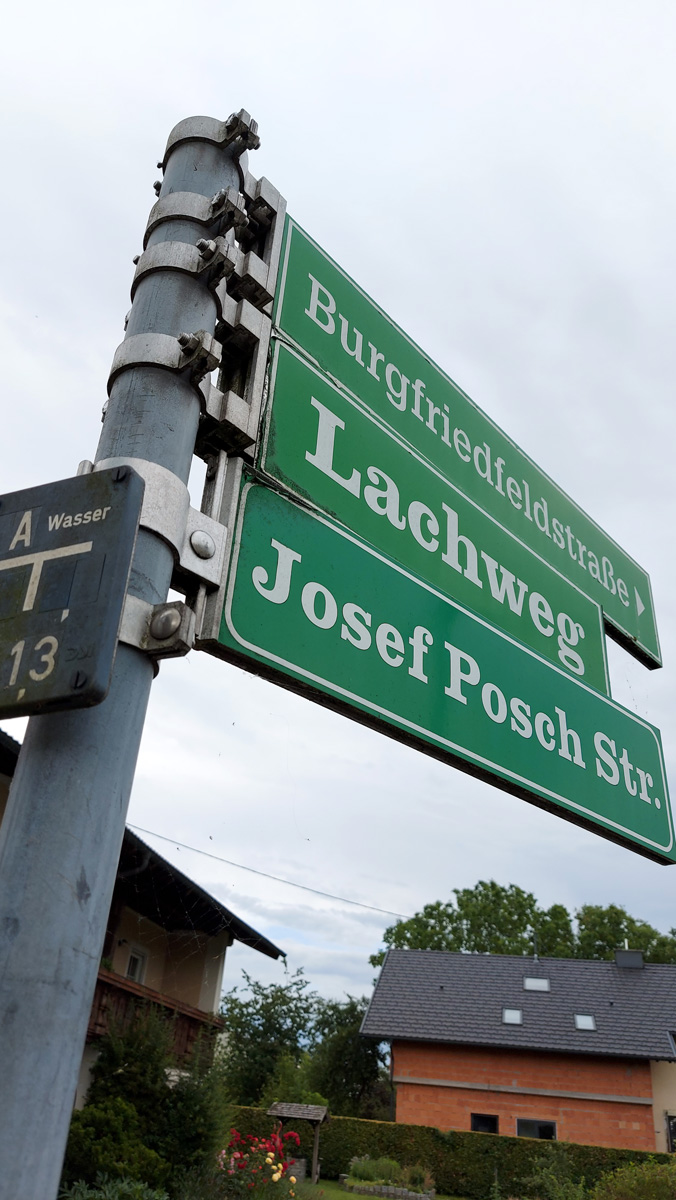 Burgfriedfeldstraße
Lachweg
Josef Posch Str.
A Wasser
13